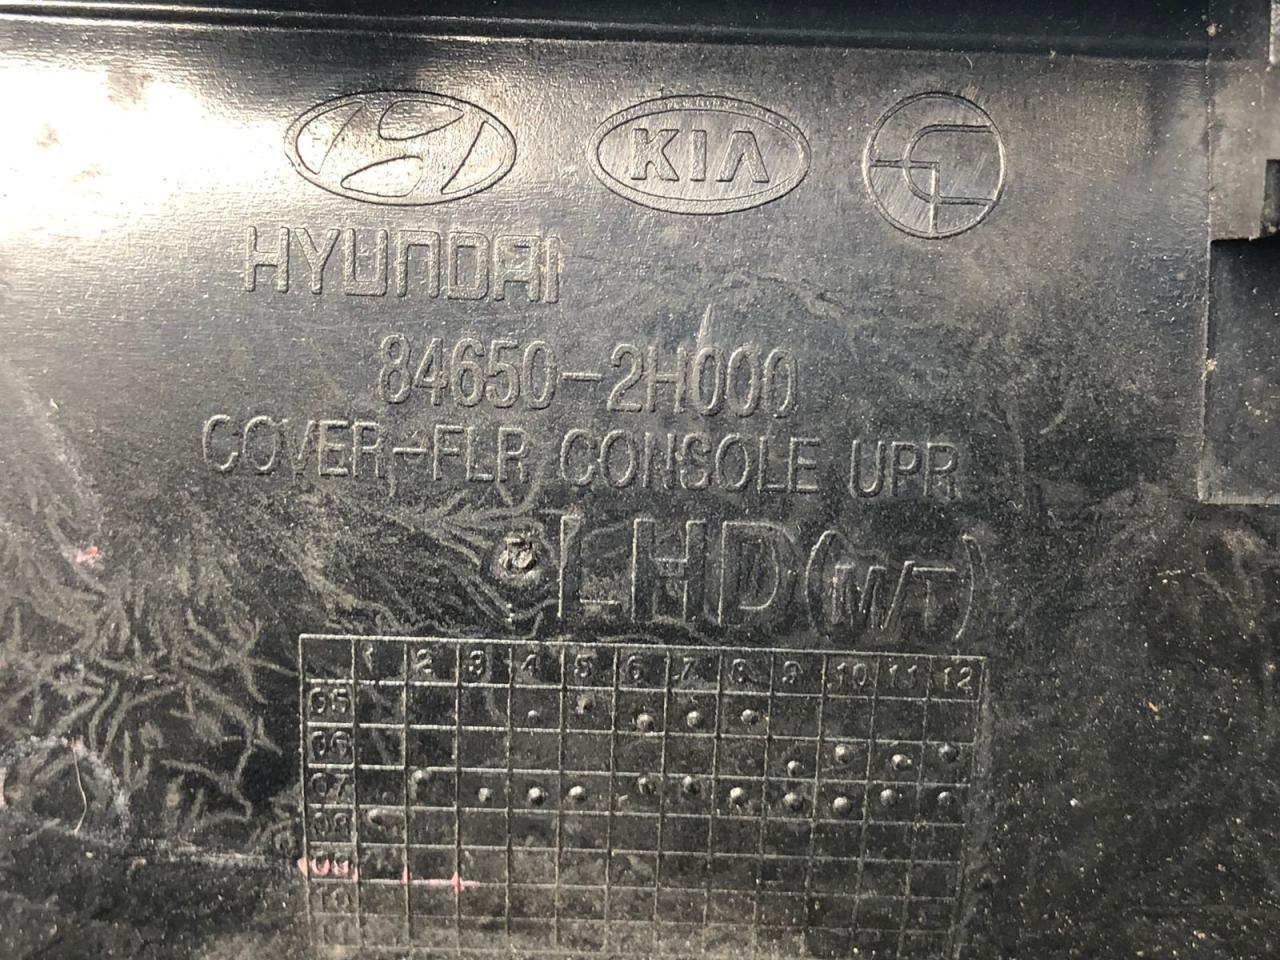 KIA
HYUNDAI
84650-2H000
COVER-FLR CONSOLE UPR
LHD(M/T)
1 2 3 4 5 6 7 8 9 10 11 12
05
06
07
08
09